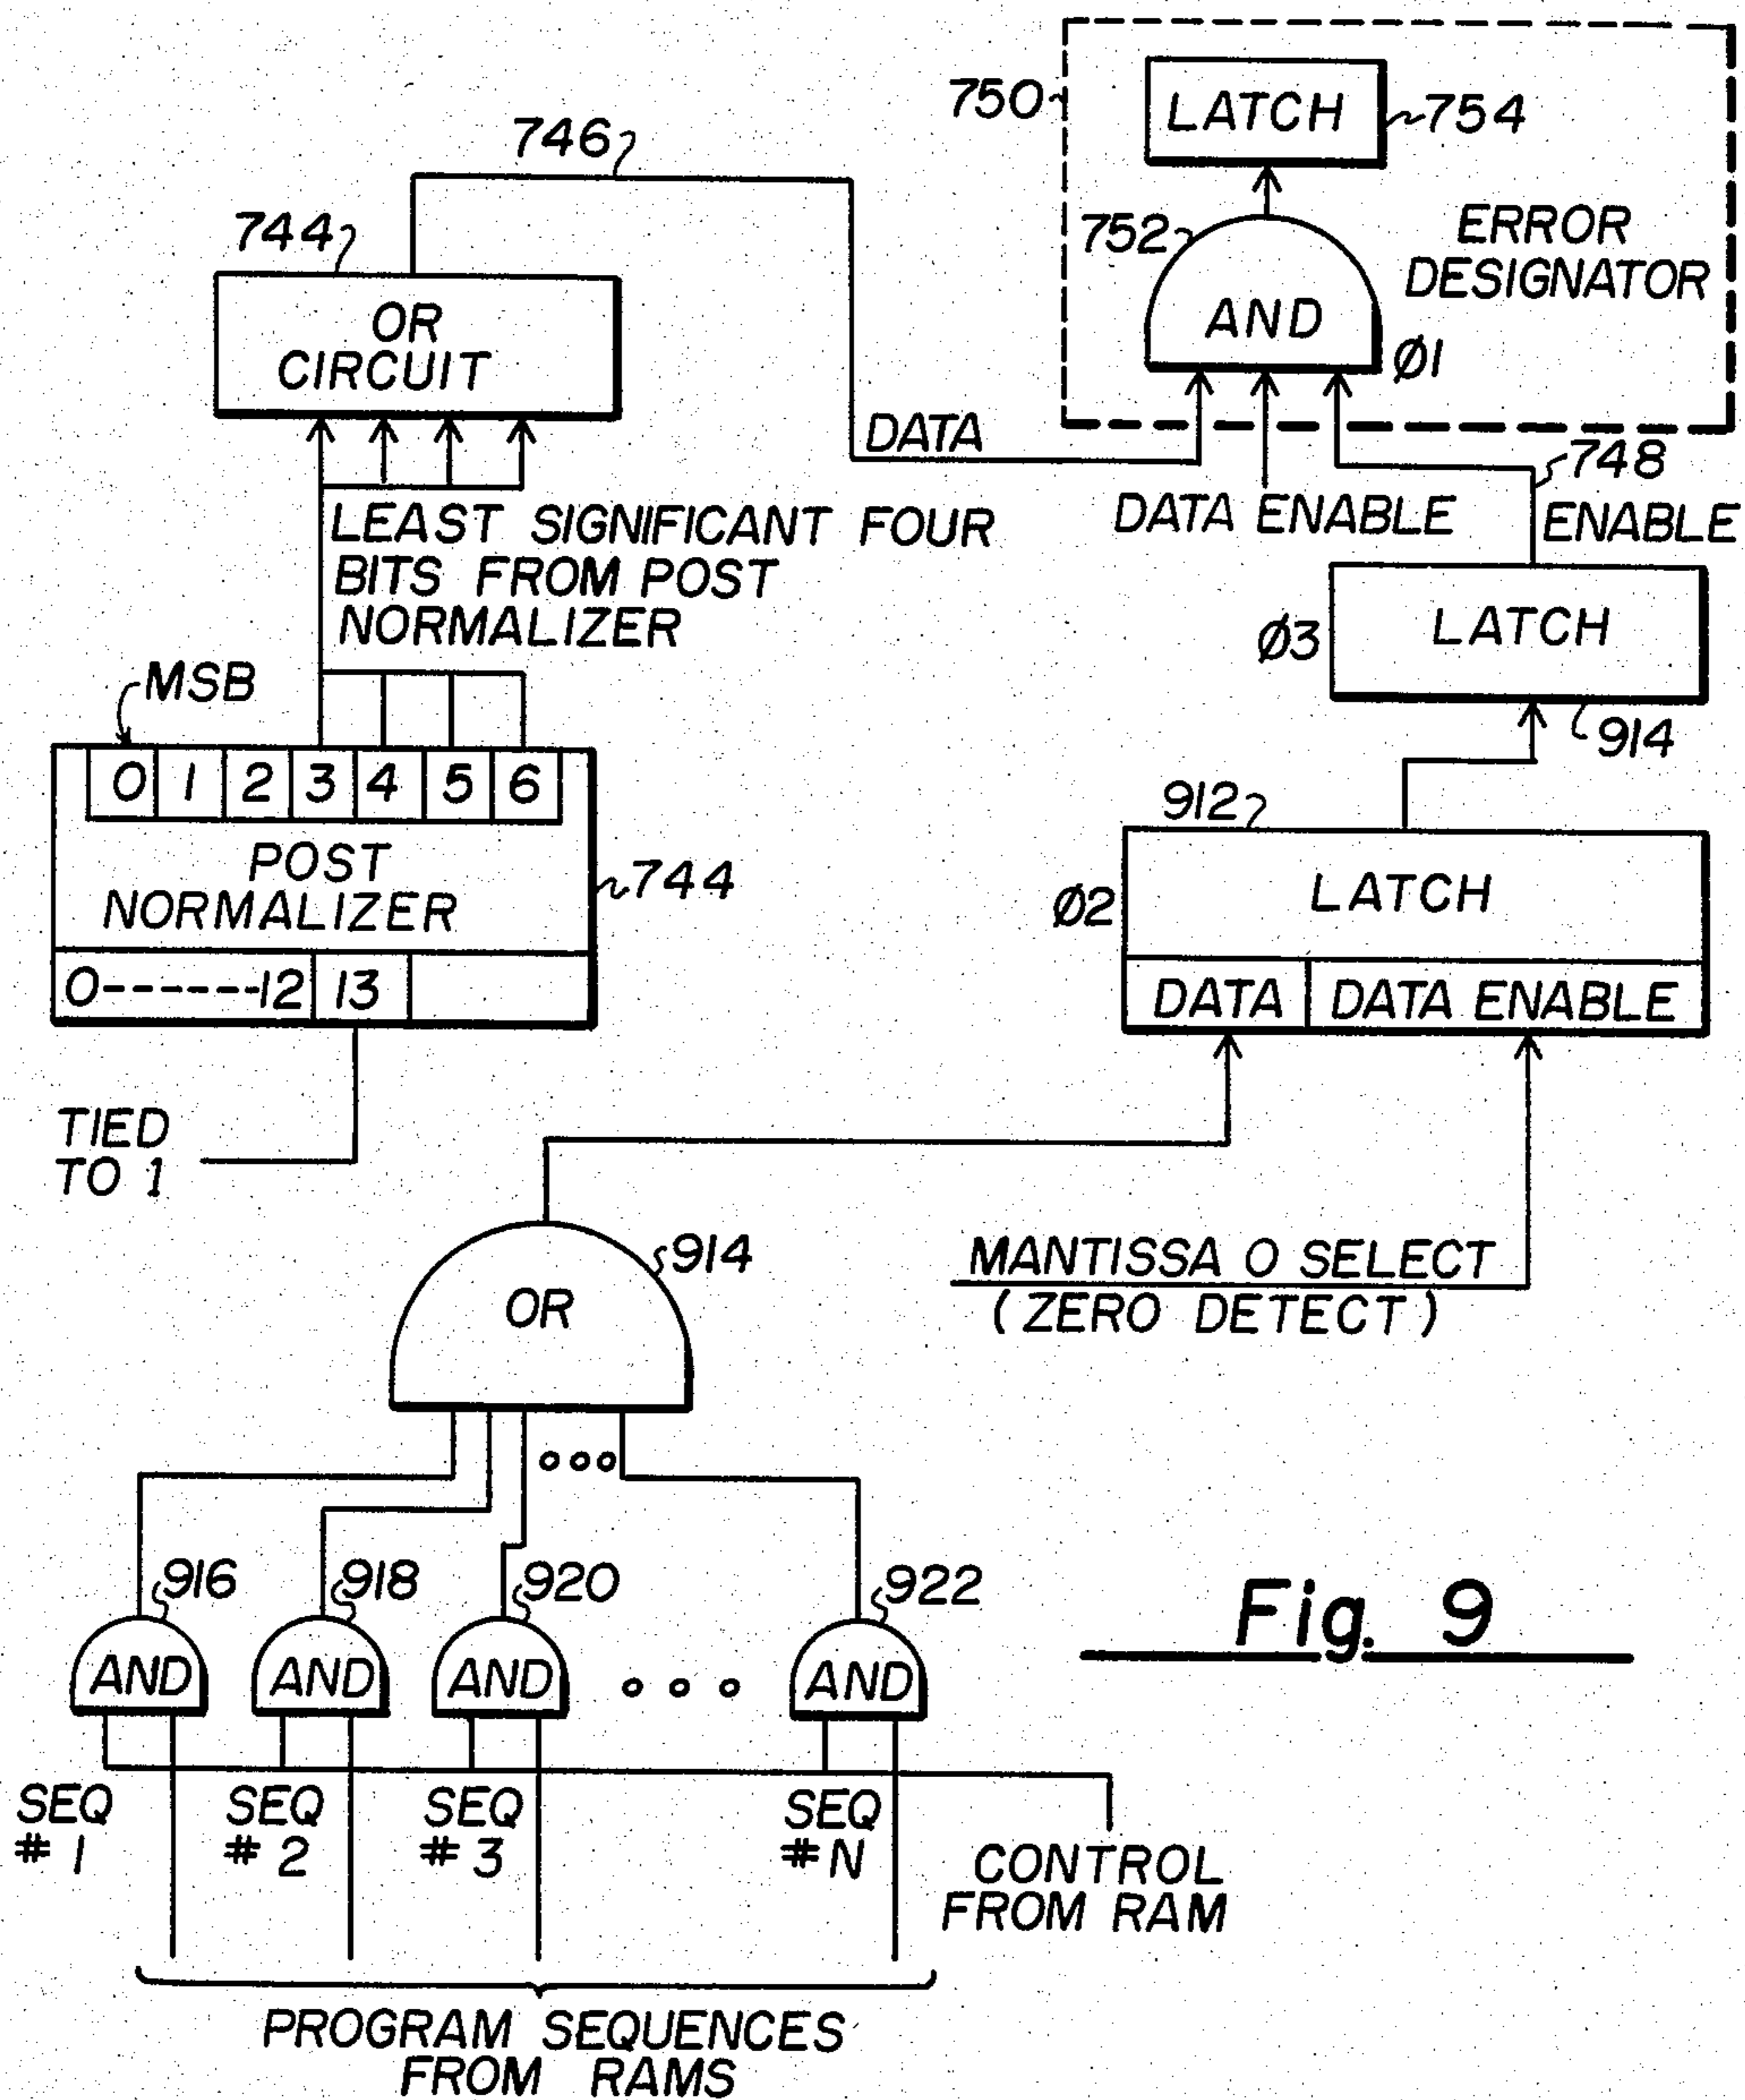 750
LATCH
754
746
752
ERROR
DESIGNATOR
AND
Ø1
744
OR
CIRCUIT
DATA
748
DATA ENABLE
ENABLE
LEAST SIGNIFICANT FOUR
BITS FROM POST
NORMALIZER
LATCH
Ø3
914
MSB
0 1 2 3 4 5 6
POST
NORMALIZER
744
0------12 13
912
LATCH
Ø2
DATA DATA ENABLE
TIED
TO 1
914
OR
MANTISSA 0 SELECT
(ZERO DETECT)
916 918 920 922
AND AND AND AND
Fig. 9
SEQ
# 1
SEQ
# 2
SEQ
# 3
SEQ
# N
CONTROL
FROM RAM
PROGRAM SEQUENCES
FROM RAMS